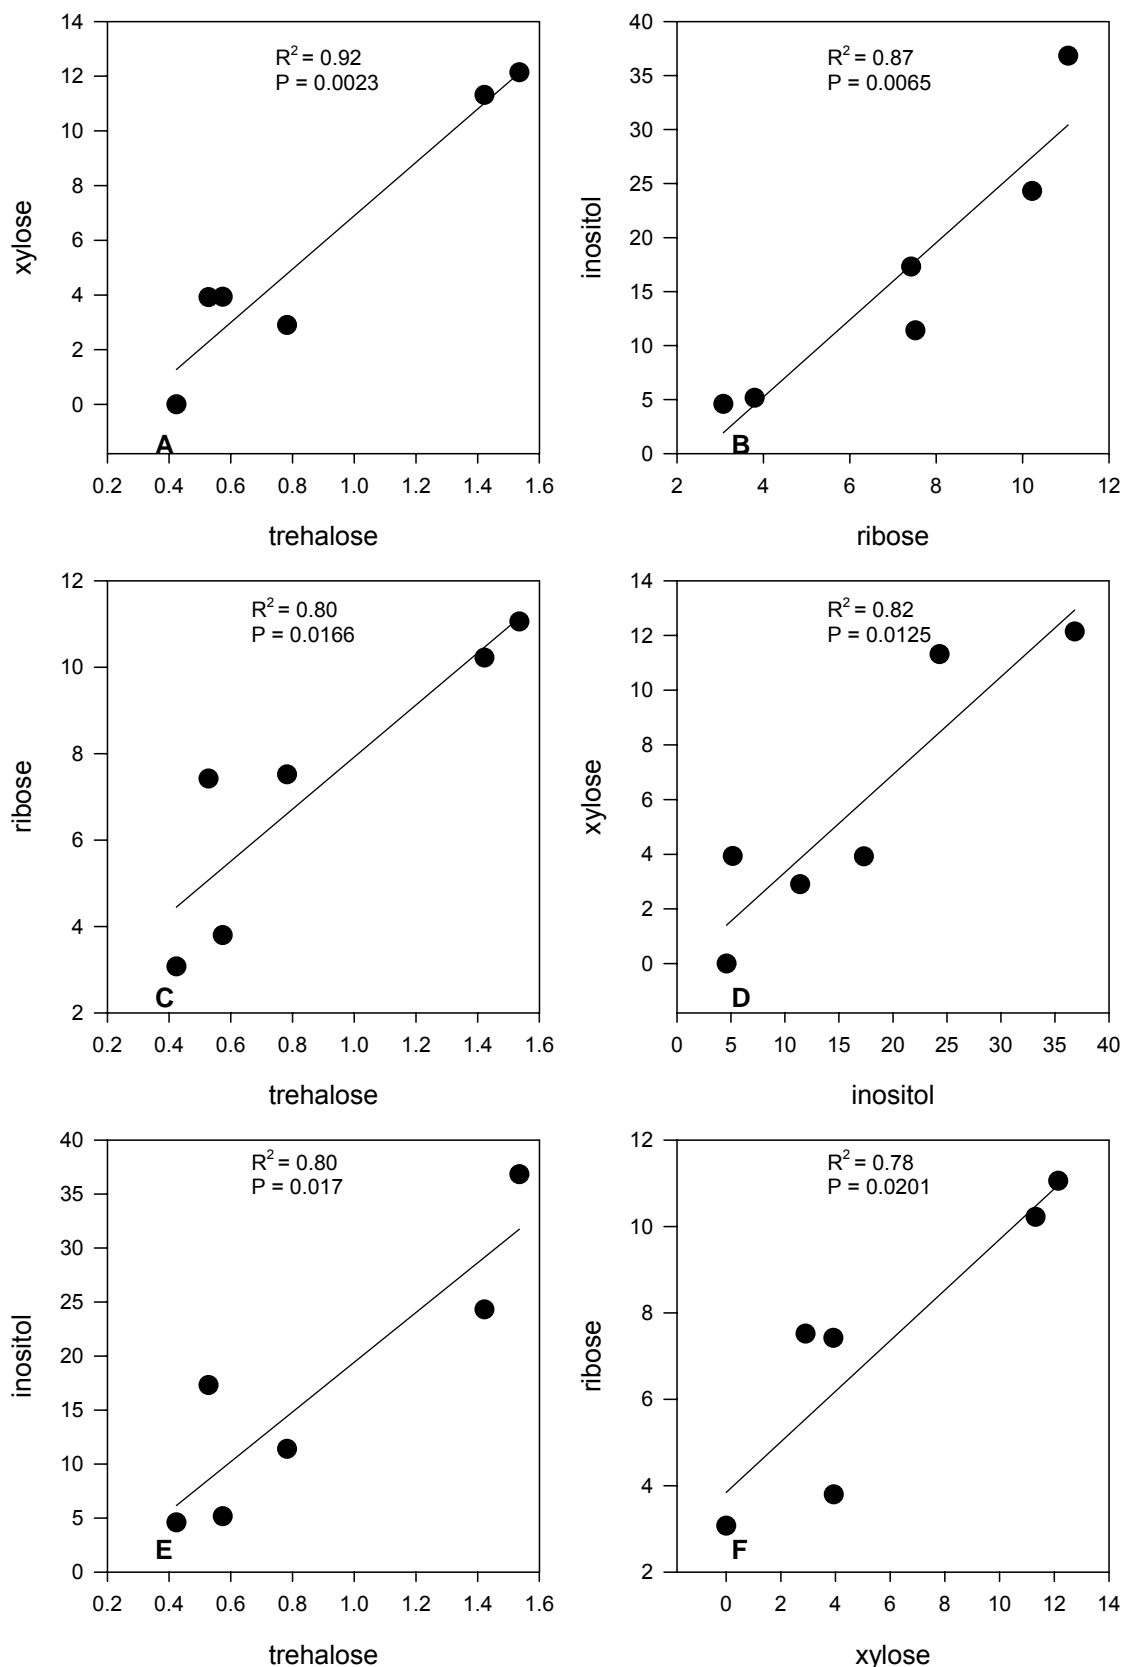 14
12
10
8
6
4
2
0
xylose
R² = 0.92
P = 0.0023
A
0.2 0.4 0.6 0.8 1.0 1.2 1.4 1.6
trehalose
40
35
30
25
20
15
10
5
0
inositol
R² = 0.87
P = 0.0065
B
2 4 6 8 10 12
ribose
12
10
8
6
4
2
ribose
R² = 0.80
P = 0.0166
C
0.2 0.4 0.6 0.8 1.0 1.2 1.4 1.6
trehalose
14
12
10
8
6
4
2
0
xylose
R² = 0.82
P = 0.0125
D
0 5 10 15 20 25 30 35 40
inositol
40
35
30
25
20
15
10
5
0
inositol
R² = 0.80
P = 0.017
E
0.2 0.4 0.6 0.8 1.0 1.2 1.4 1.6
trehalose
12
10
8
6
4
2
ribose
R² = 0.78
P = 0.0201
F
0 2 4 6 8 10 12 14
xylose